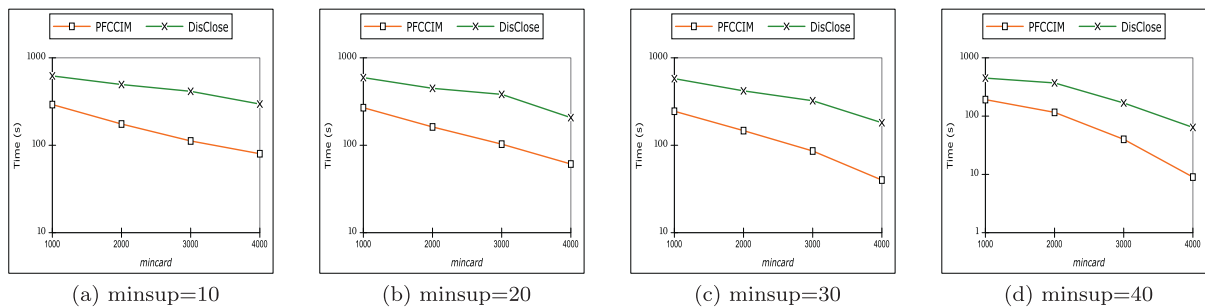 PFCCIM DisClose
1000
100
10
Time (s)
1000 2000 3000 4000
mincard
(a) minsup=10
PFCCIM DisClose
1000
100
10
Time (s)
1000 2000 3000 4000
mincard
(b) minsup=20
PFCCIM DisClose
1000
100
10
Time (s)
1000 2000 3000 4000
mincard
(c) minsup=30
PFCCIM DisClose
1000
100
10
1
Time (s)
1000 2000 3000 4000
mincard
(d) minsup=40